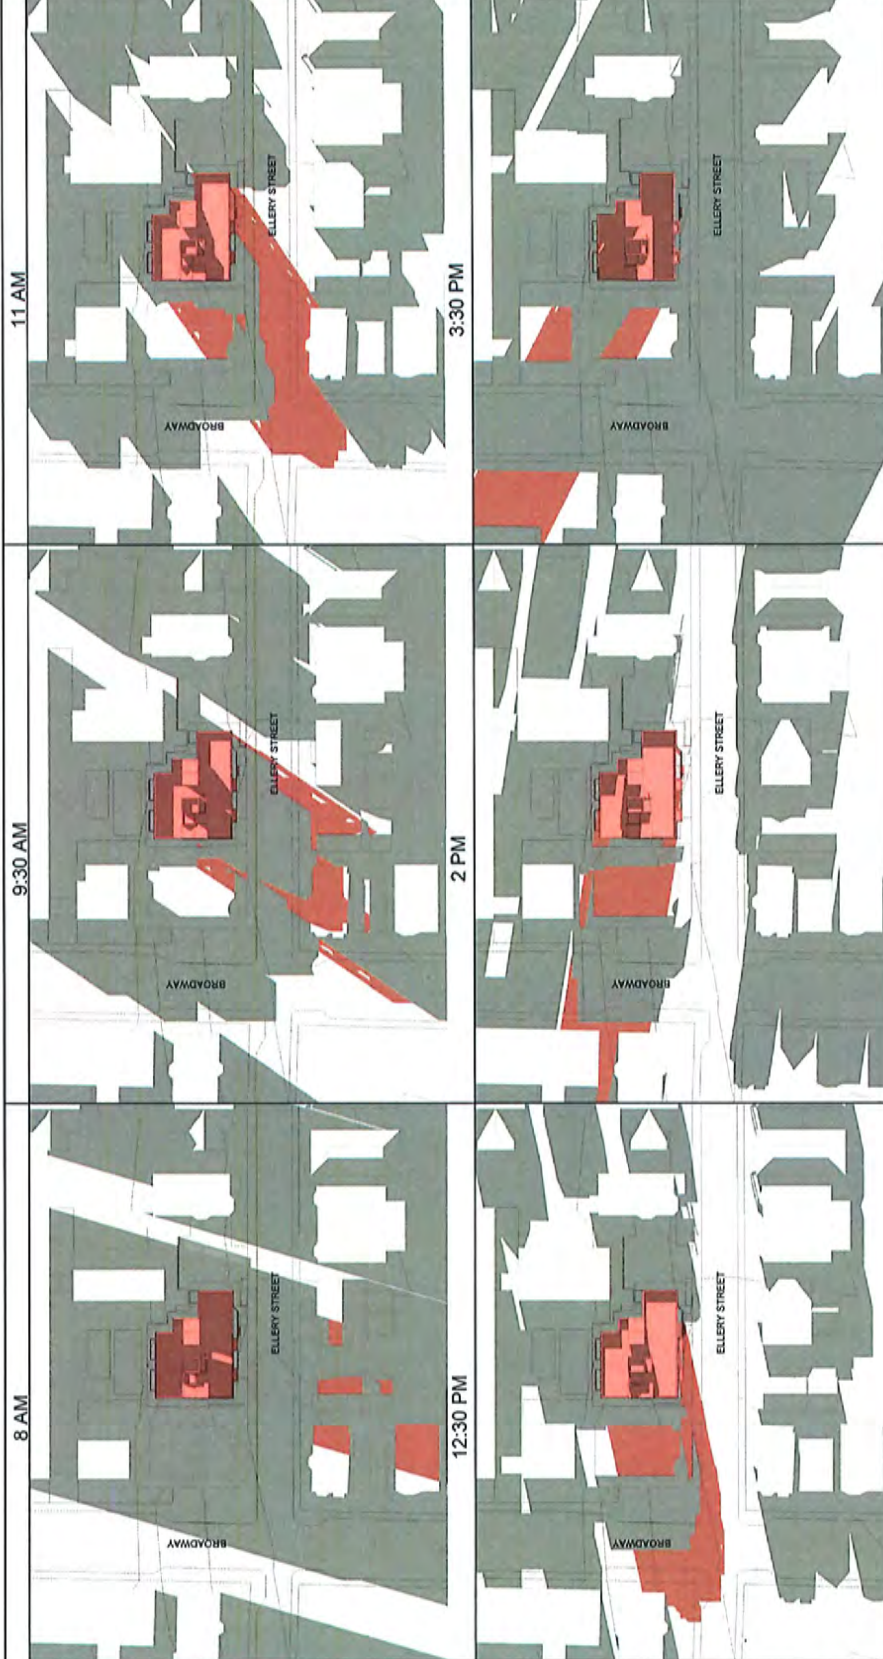 8 AM
BROADWAY
ELLERY STREET
9:30 AM
BROADWAY
ELLERY STREET
11 AM
BROADWAY
ELLERY STREET
12:30 PM
BROADWAY
ELLERY STREET
2 PM
BROADWAY
ELLERY STREET
3:30 PM
BROADWAY
ELLERY STREET